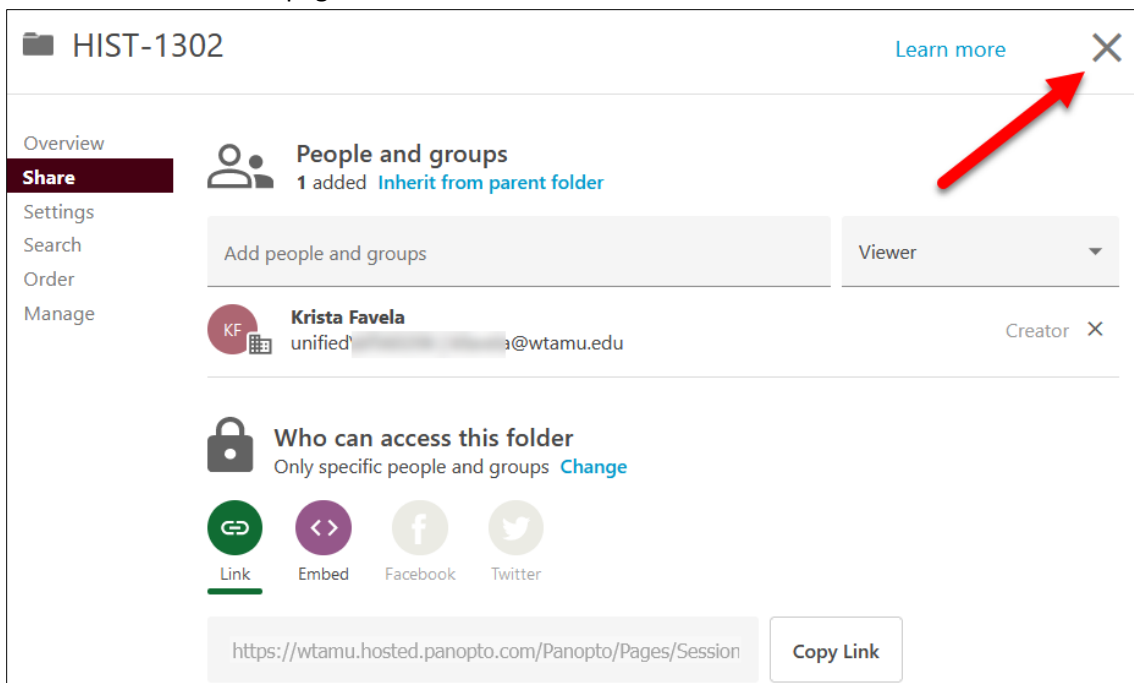 HIST-1302
Learn more
Overview
Share
Settings
Search
Order
Manage
People and groups
1 added Inherit from parent folder
Add people and groups
Viewer
KF
Krista Favela
unified\ a@wtamu.edu
Creator
Who can access this folder
Only specific people and groups Change
Link
Embed
Facebook
Twitter
https://wtamu.hosted.panopto.com/Panopto/Pages/Session
Copy Link